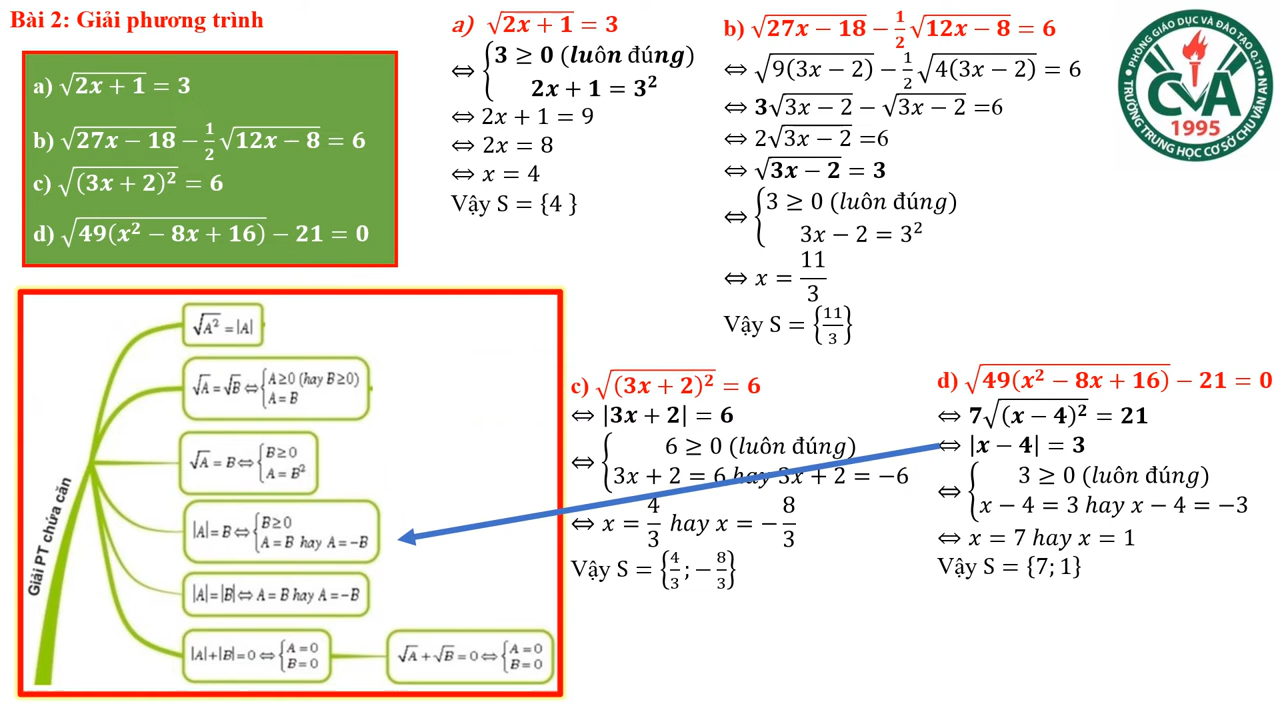 Bài 2: Giải phương trình
a) √(2x + 1) = 3
b) √(27x − 18) − 1/2 √(12x − 8) = 6
c) √((3x + 2)²) = 6
d) √(49(x² − 8x + 16)) − 21 = 0
Giải PT chứa căn
√(A²) = |A|
√A = √B ⇔ { A ≥ 0 (hay B ≥ 0)
A = B
√A = B ⇔ { B ≥ 0
A = B²
|A| = B ⇔ { B ≥ 0
A = B hay A = −B
|A| = |B| ⇔ A = B hay A = −B
|A| + |B| = 0 ⇔ { A = 0
B = 0
√A + √B = 0 ⇔ { A = 0
B = 0
a) √(2x + 1) = 3
⇔ { 3 ≥ 0 (luôn đúng)
2x + 1 = 3²
⇔ 2x + 1 = 9
⇔ 2x = 8
⇔ x = 4
Vậy S = {4 }
b) √(27x − 18) − 1/2 √(12x − 8) = 6
⇔ √(9(3x − 2)) − 1/2 √(4(3x − 2)) = 6
⇔ 3√(3x − 2) − √(3x − 2) =6
⇔ 2√(3x − 2) =6
⇔ √(3x − 2) = 3
⇔ { 3 ≥ 0 (luôn đúng)
3x − 2 = 3²
⇔ x = 11/3
Vậy S = {11/3}
c) √((3x + 2)²) = 6
⇔ |3x + 2| = 6
⇔ { 6 ≥ 0 (luôn đúng)
3x + 2 = 6 hay 3x + 2 = −6
⇔ x = 4/3 hay x = − 8/3
Vậy S = {4/3 ; − 8/3}
d) √(49(x² − 8x + 16)) − 21 = 0
⇔ 7√((x − 4)²) = 21
⇔ |x − 4| = 3
⇔ { 3 ≥ 0 (luôn đúng)
x − 4 = 3 hay x − 4 = −3
⇔ x = 7 hay x = 1
Vậy S = {7; 1}
PHÒNG GIÁO DỤC VÀ ĐÀO TẠO Q.11
CVA
1995
TRƯỜNG TRUNG HỌC CƠ SỞ CHU VĂN AN